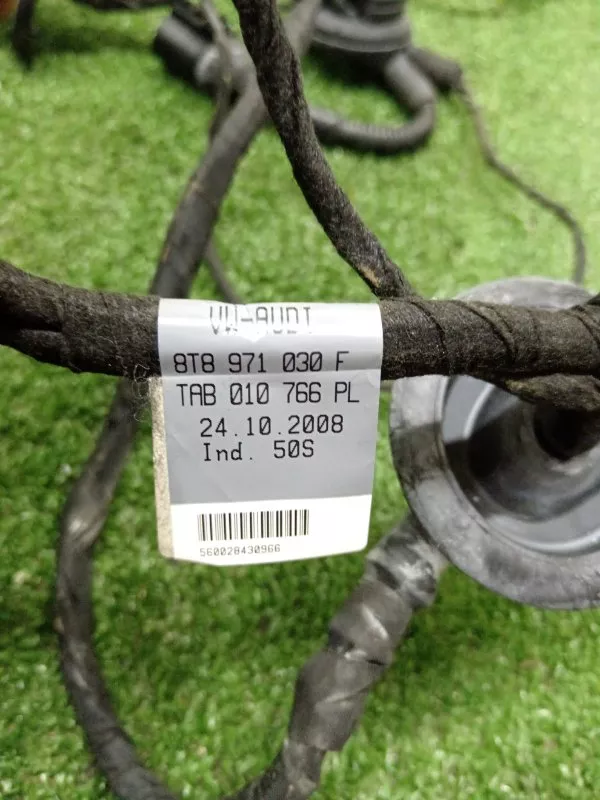 VW-AUDI
8T8 971 030 F
TAB 010 766 PL
24.10.2008
Ind. 50S
560028430966